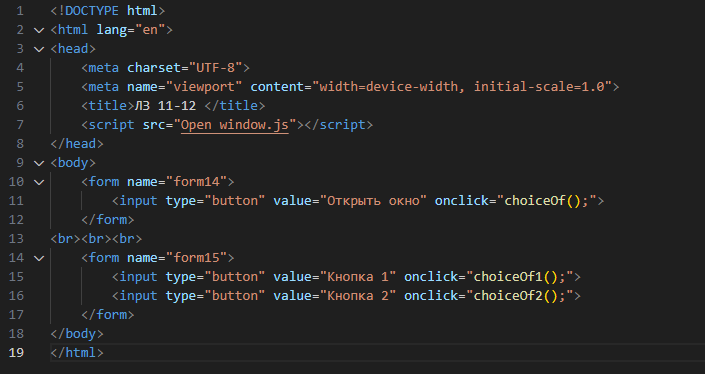 1 <!DOCTYPE html>
2 <html lang="en">
3 <head>
4 <meta charset="UTF-8">
5 <meta name="viewport" content="width=device-width, initial-scale=1.0">
6 <title>ЛЗ 11-12 </title>
7 <script src="Open window.js"></script>
8 </head>
9 <body>
10 <form name="form14">
11 <input type="button" value="Открыть окно" onclick="choiceOf();">
12 </form>
13 <br><br><br>
14 <form name="form15">
15 <input type="button" value="Кнопка 1" onclick="choiceOf1();">
16 <input type="button" value="Кнопка 2" onclick="choiceOf2();">
17 </form>
18 </body>
19 </html>